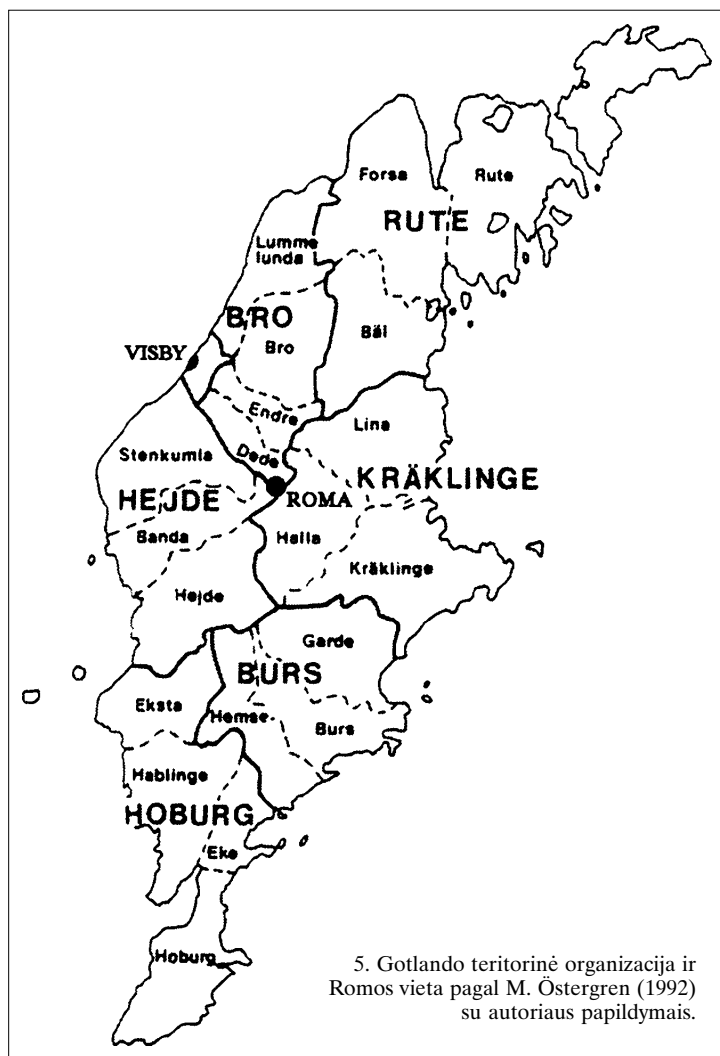 Forsa
Rute
RUTE
Lumme
lunda
BRO
Bro
Bäl
VISBY
Endre
Lina
Dede
Stenkumla
KRÄKLINGE
HEJDE
ROMA
Banda
Halla
Kräklinge
Hejde
Garde
BURS
Eksta
Hemse
Burs
Hablinge
HOBURG
Eke
Hoburg
5. Gotlando teritorinė organizacija ir
Romos vieta pagal M. Östergren (1992)
su autoriaus papildymais.